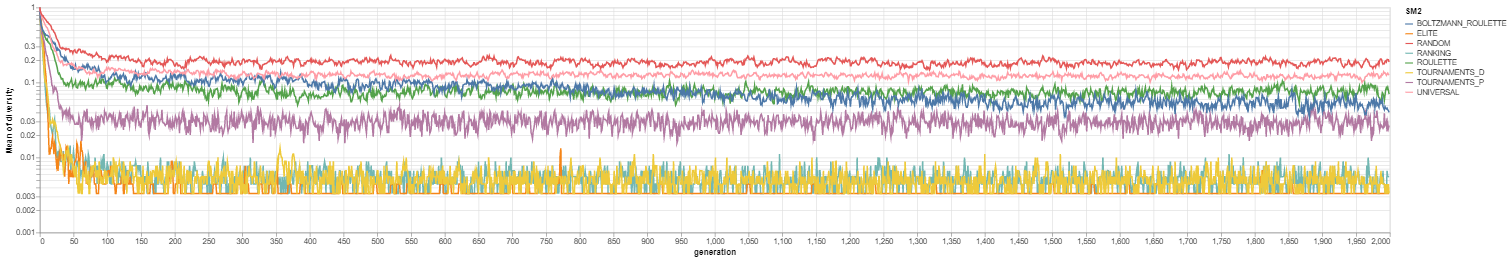 Mean of diversity
1
0.3
0.2
0.1
0.03
0.02
0.01
0.003
0.002
0.001
0 50 100 150 200 250 300 350 400 450 500 550 600 650 700 750 800 850 900 950 1,000 1,050 1,100 1,150 1,200 1,250 1,300 1,350 1,400 1,450 1,500 1,550 1,600 1,650 1,700 1,750 1,800 1,850 1,900 1,950 2,000
generation
SM2
BOLTZMANN_ROULETTE
ELITE
RANDOM
RANKING
ROULETTE
TOURNAMENTS_D
TOURNAMENTS_P
UNIVERSAL